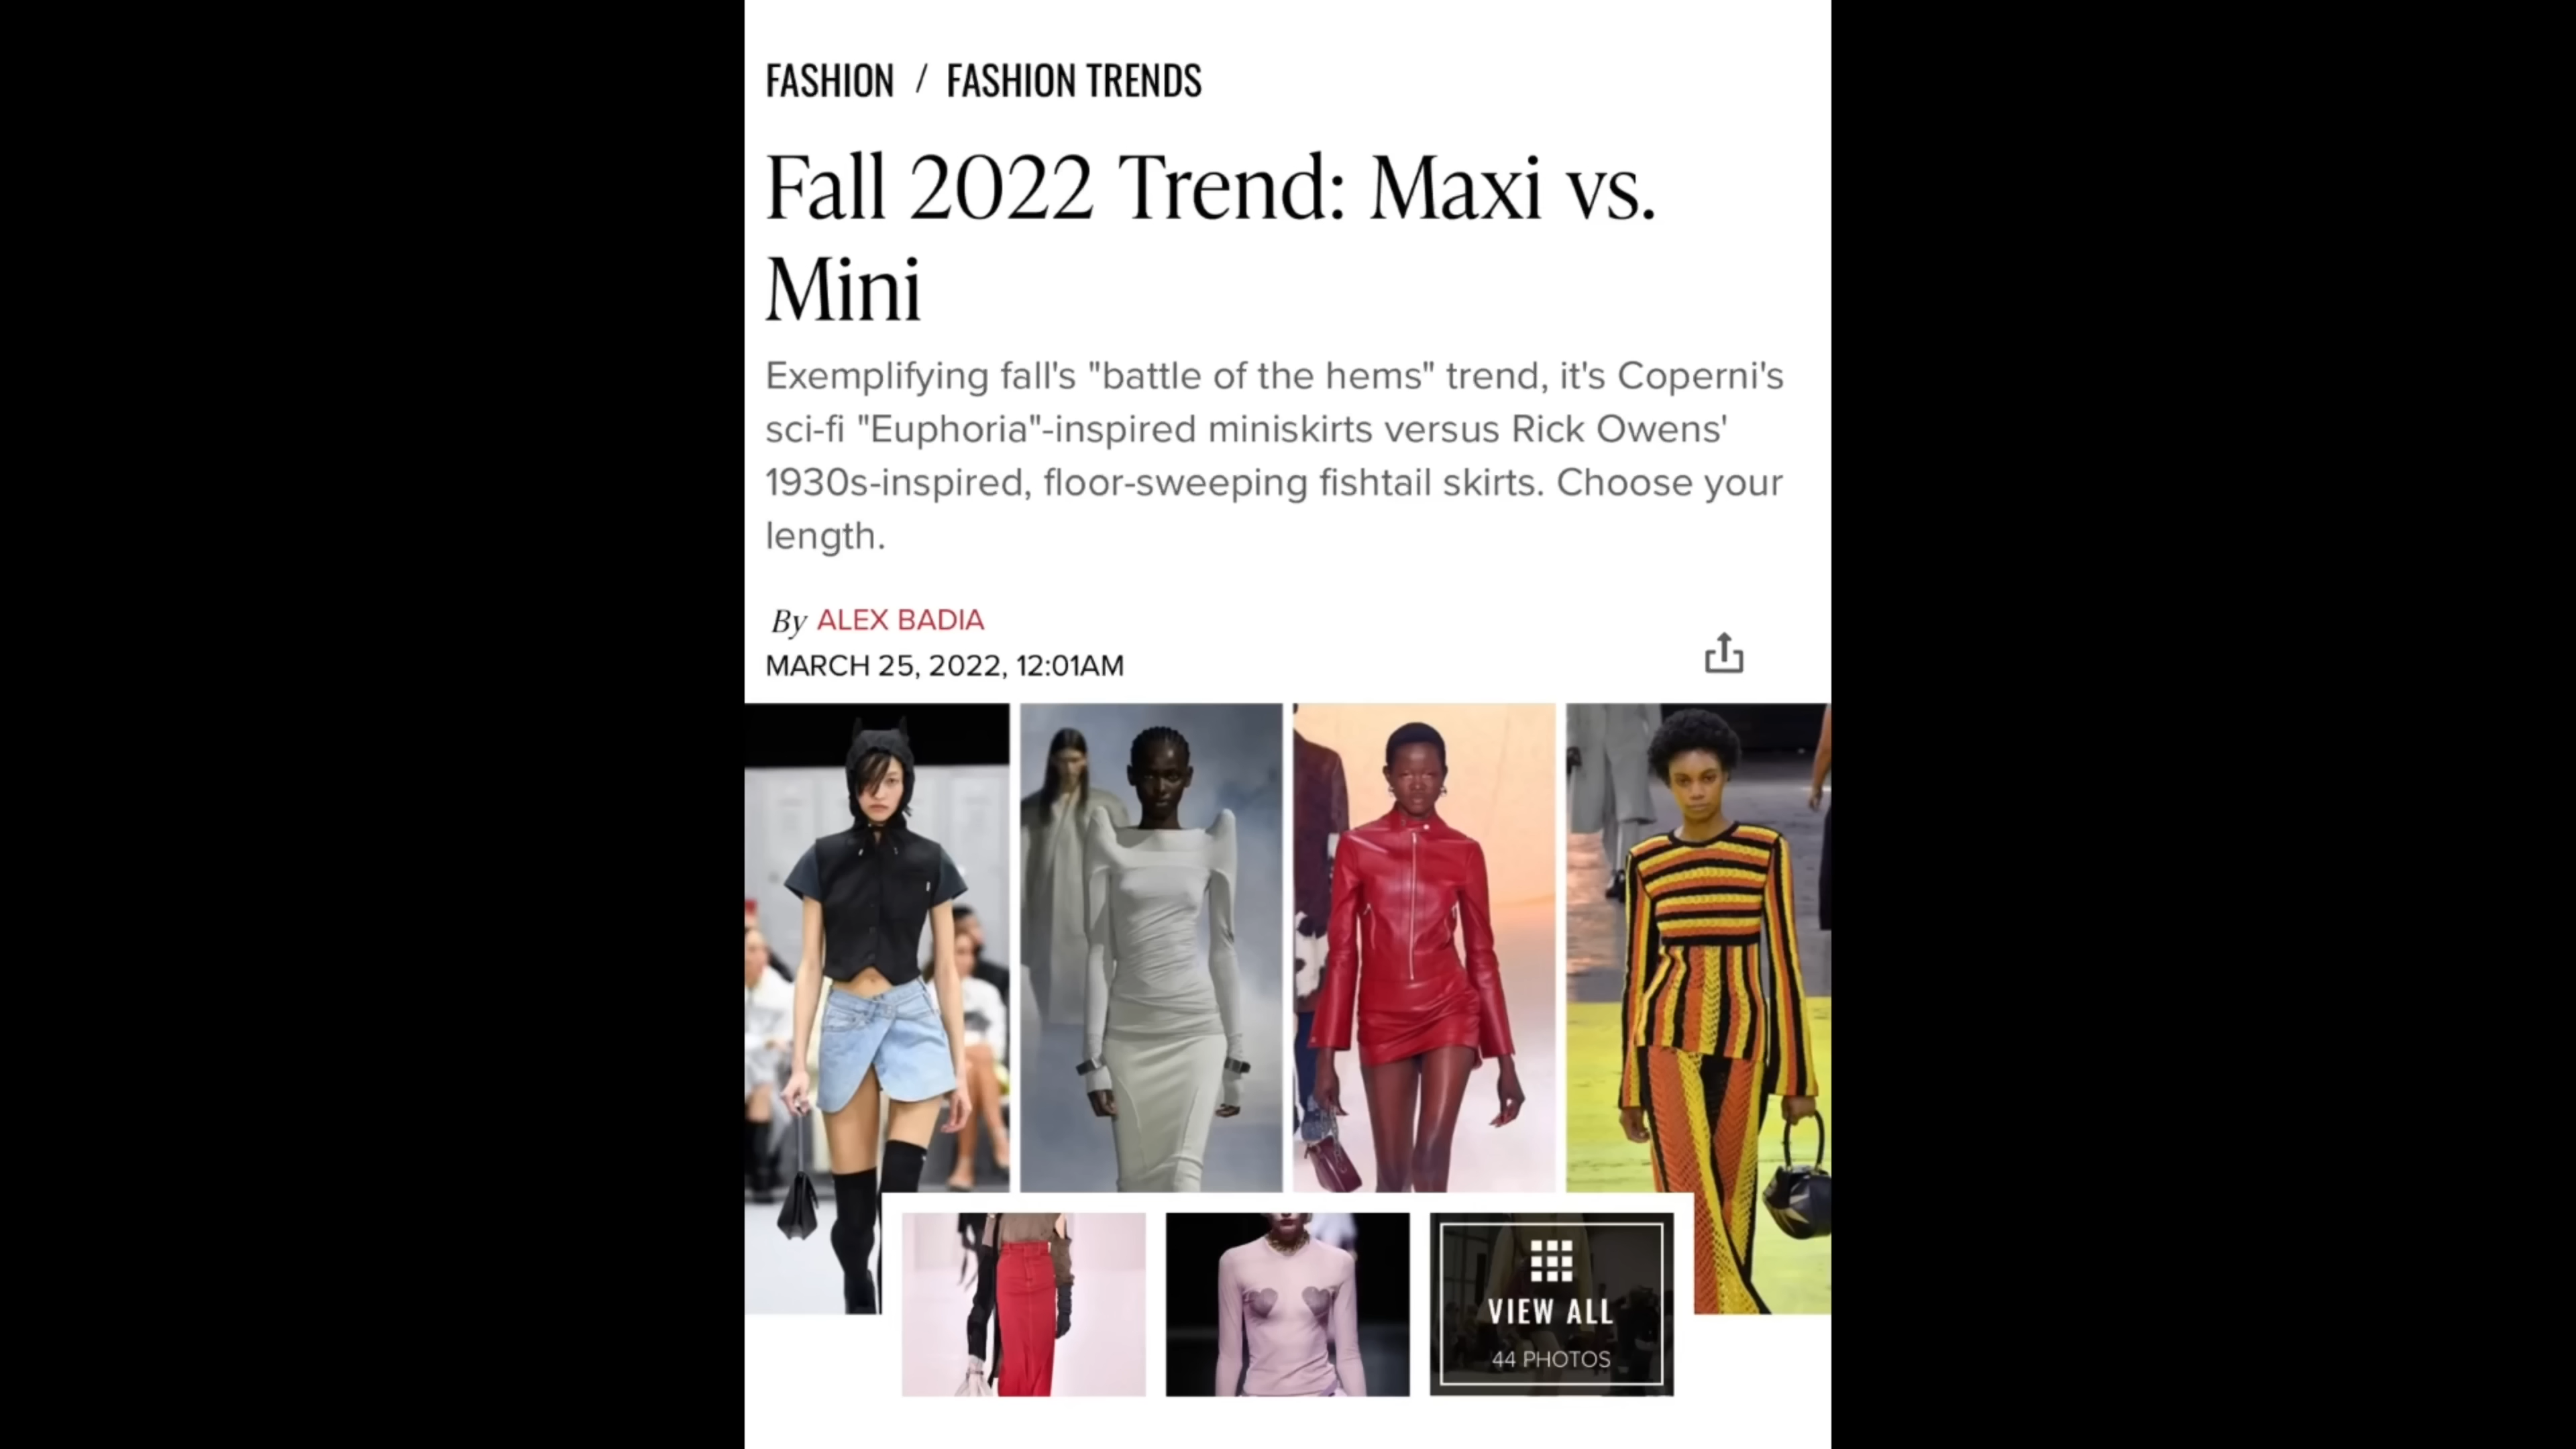 FASHION / FASHION TRENDS
Fall 2022 Trend: Maxi vs.
Mini
Exemplifying fall's "battle of the hems" trend, it's Coperni's
sci-fi "Euphoria"-inspired miniskirts versus Rick Owens'
1930s-inspired, floor-sweeping fishtail skirts. Choose your
length.
By ALEX BADIA
MARCH 25, 2022, 12:01AM
VIEW ALL
44 PHOTOS